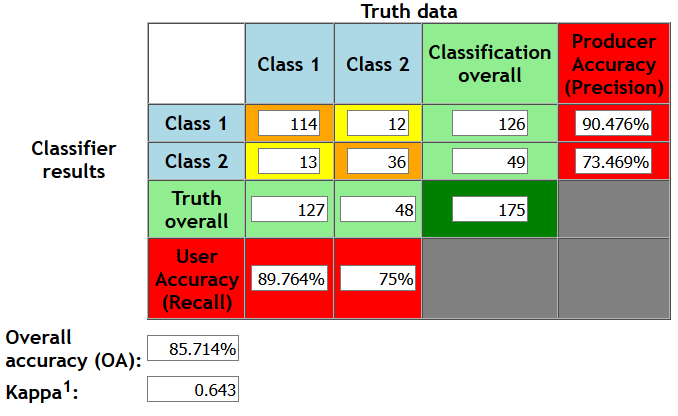 Truth data
Class 1 Class 2 Classification overall Producer Accuracy (Precision)
Classifier results
Class 1 114 12 126 90.476%
Class 2 13 36 49 73.469%
Truth overall 127 48 175
User Accuracy (Recall) 89.764% 75%
Overall accuracy (OA): 85.714%
Kappa1: 0.643